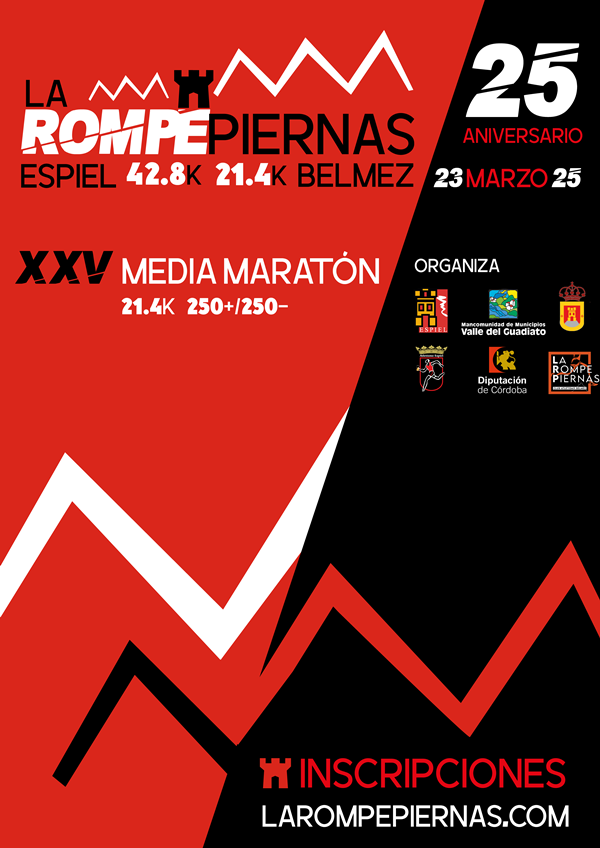 LA
ROMPEPIERNAS
ESPIEL 42.8K 21.4K BELMEZ
25
ANIVERSARIO
23 MARZO 25
XXV MEDIA MARATÓN
21.4K 250+/250-
ORGANIZA
ESPIEL
Mancomunidad de Municipios
Valle del Guadiato
Diputación
de Córdoba
LA
ROMPE
PIERNAS
INSCRIPCIONES
LAROMPEPIERNAS.COM